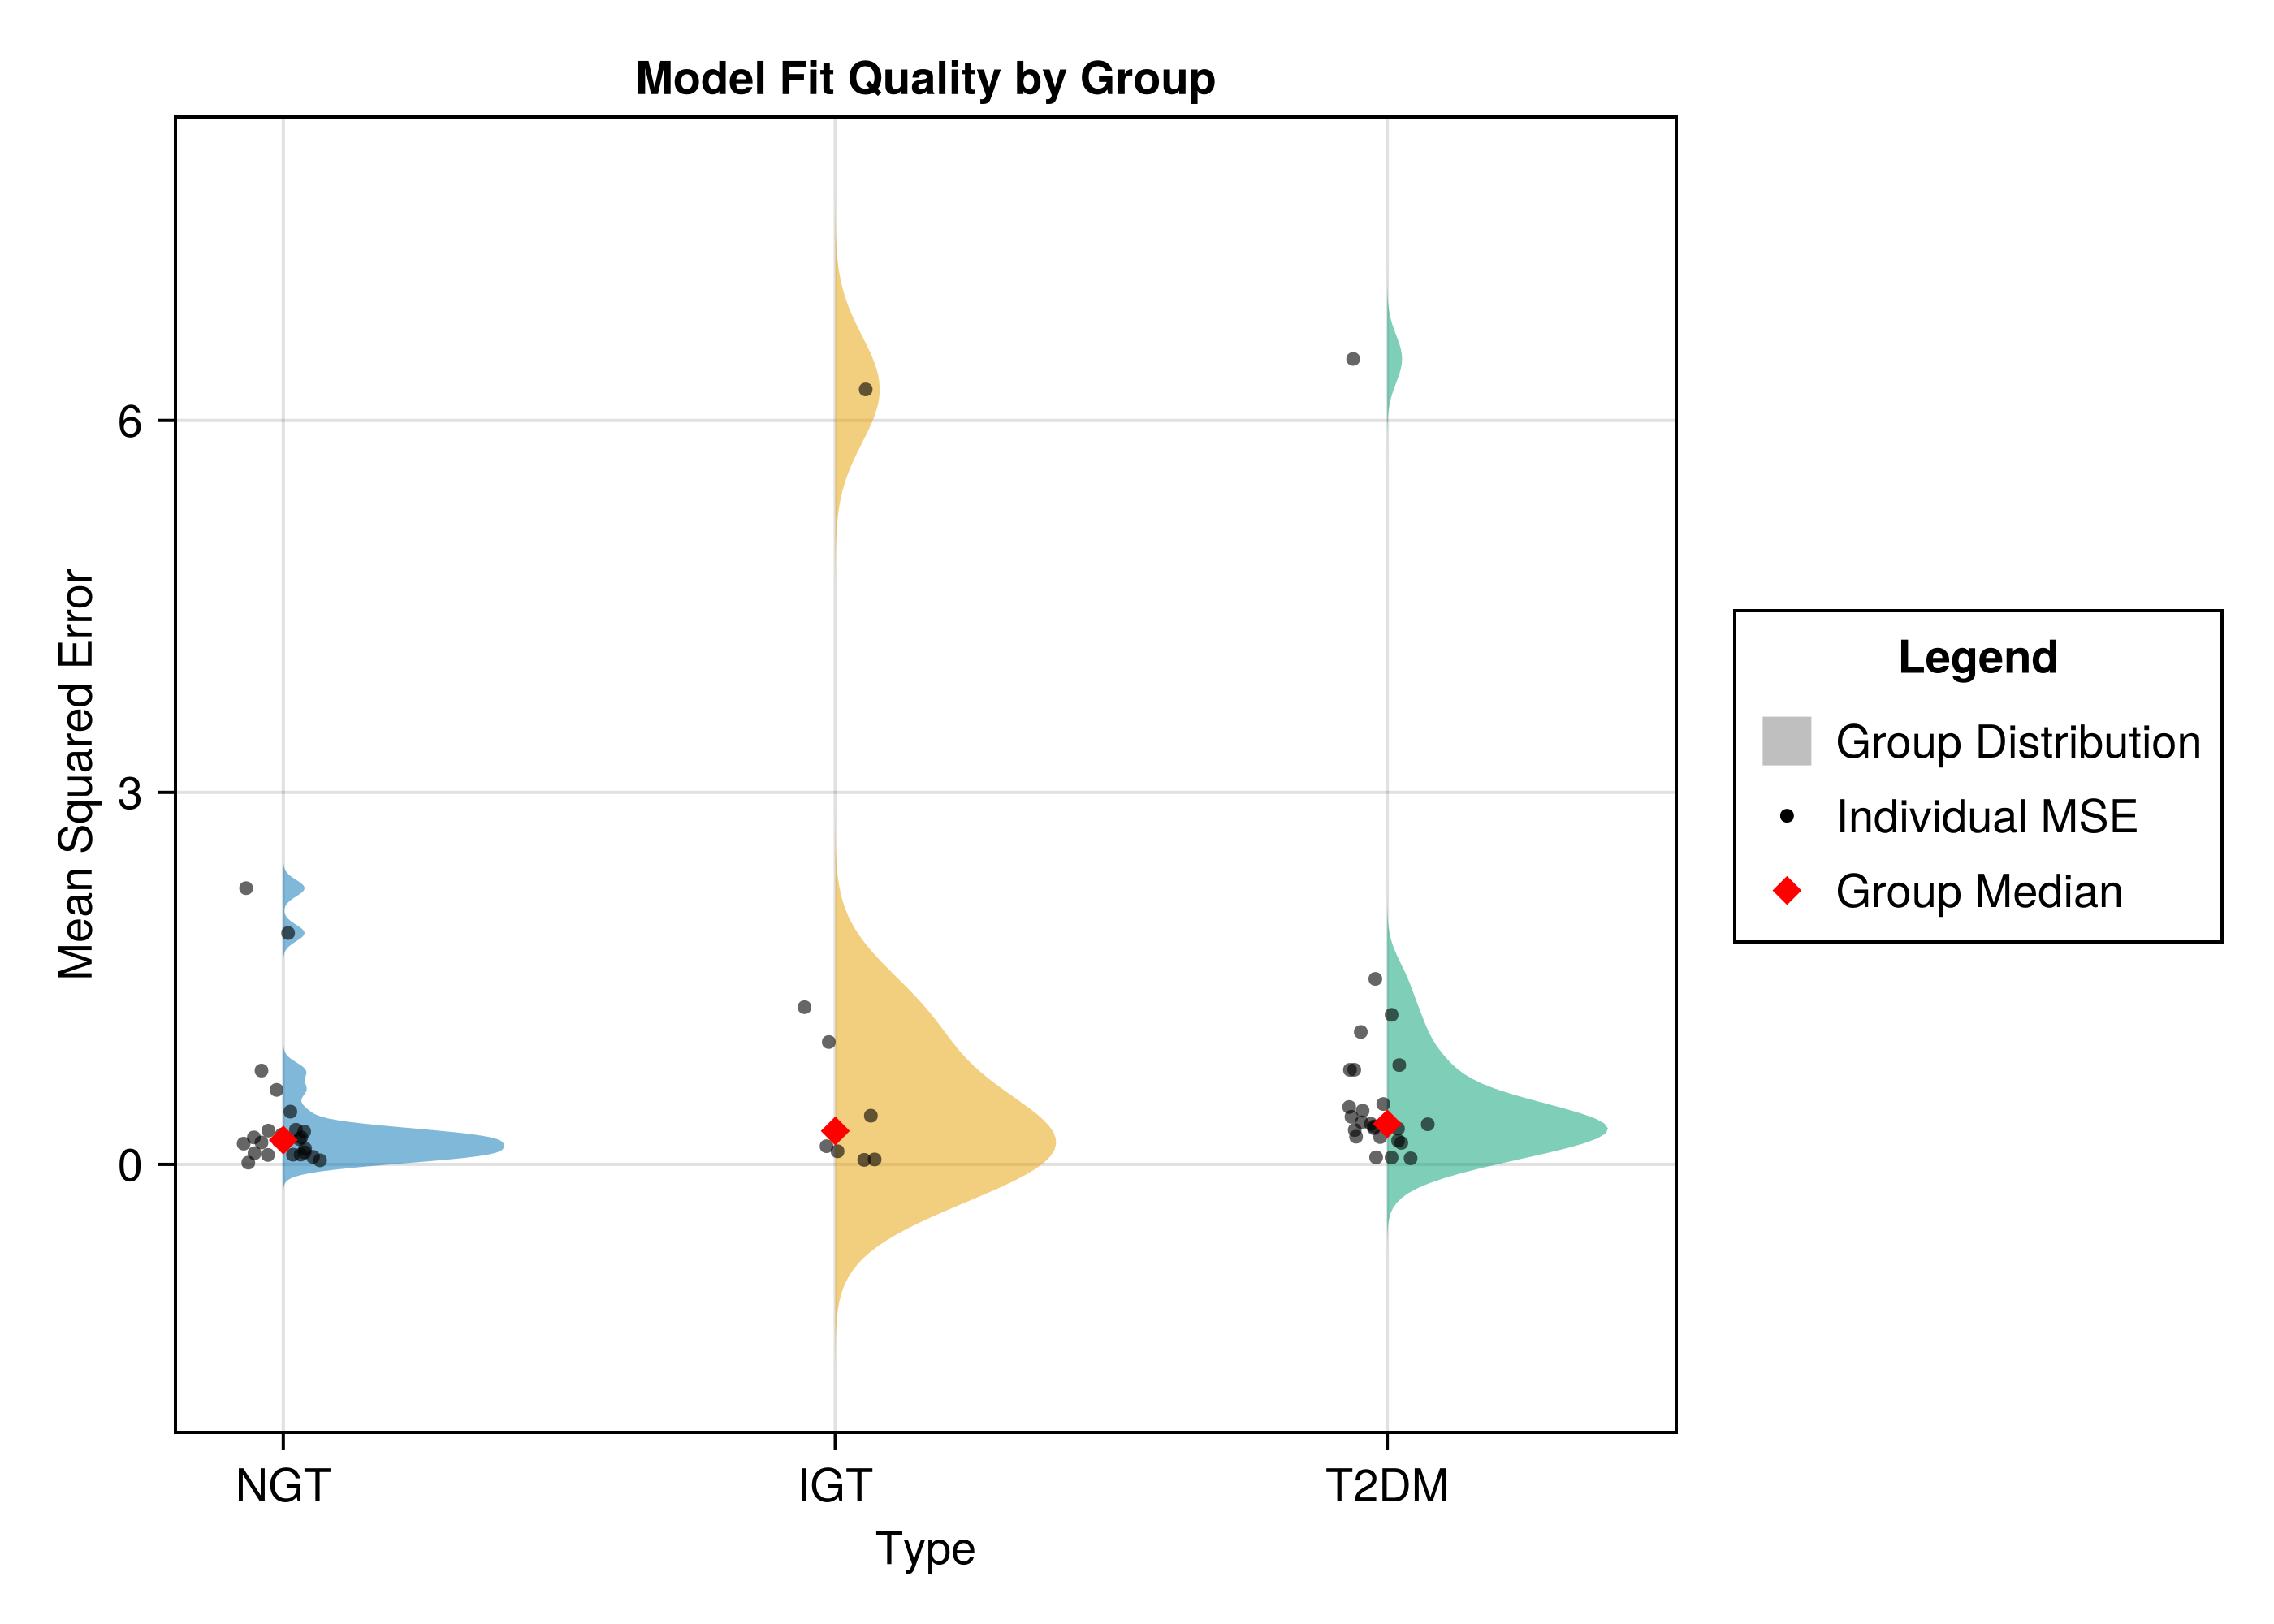 Model Fit Quality by Group
Mean Squared Error
6
3
0
NGT
IGT
T2DM
Type
Legend
Group Distribution
Individual MSE
Group Median